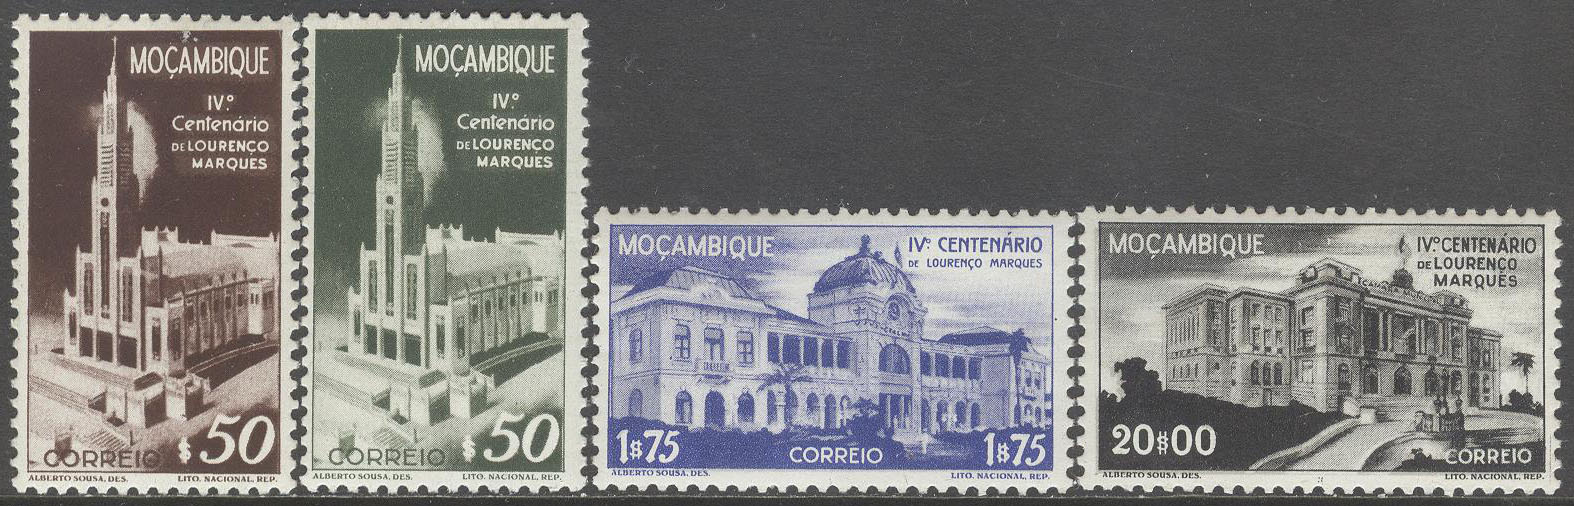 MOÇAMBIQUE
IV.º
Centenário
DE LOURENÇO
MARQUES
$50
CORREIO
ALBERTO SOUSA, DES. LITO. NACIONAL, REP.
MOÇAMBIQUE
IV.º
Centenário
DE LOURENÇO
MARQUES
$50
CORREIO
ALBERTO SOUSA, DES. LITO. NACIONAL, REP.
MOÇAMBIQUE
IV.º CENTENÁRIO
DE LOURENÇO MARQUES
1$75 CORREIO 1$75
ALBERTO SOUSA, DES. LITO. NACIONAL, REP.
MOÇAMBIQUE
IV.º CENTENÁRIO
DE LOURENÇO
MARQUES
20$00
CORREIO
ALBERTO SOUSA, DES. LITO. NACIONAL, REP.